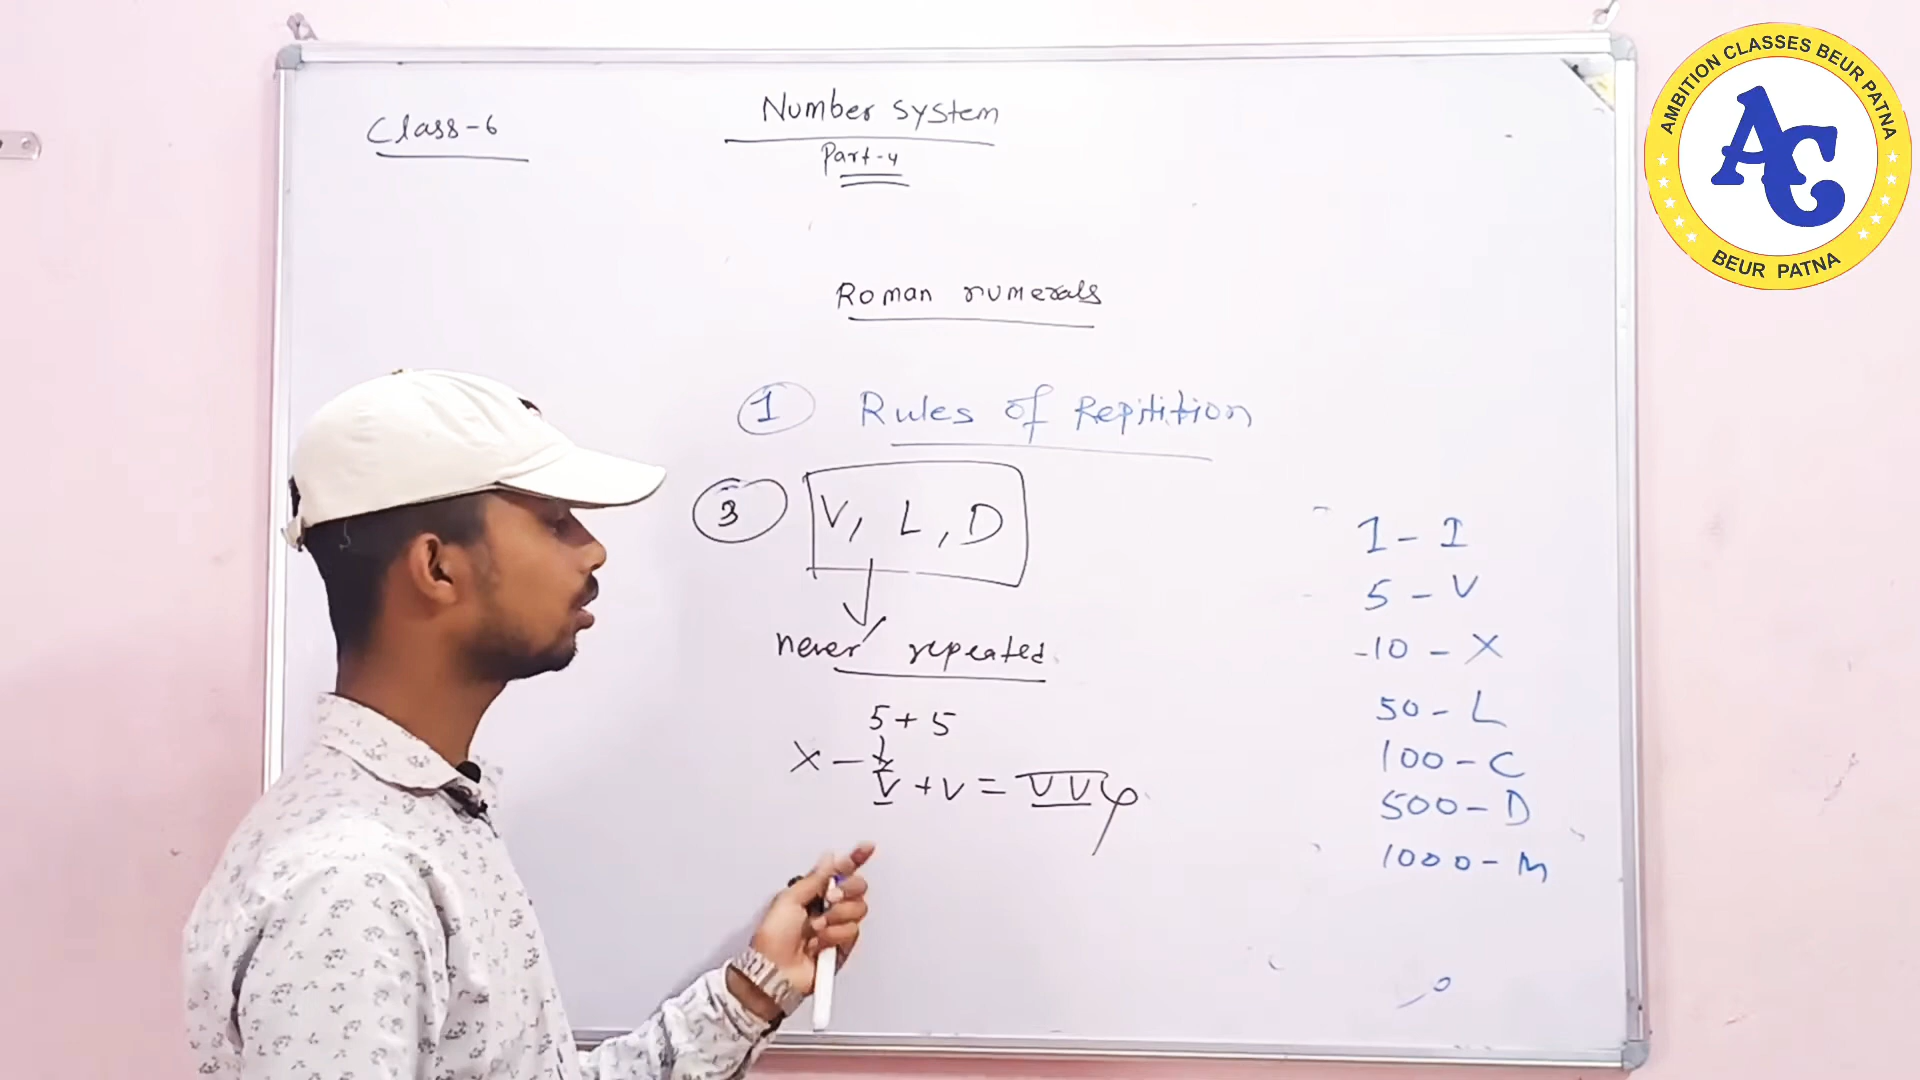 AMBITION CLASSES BEUR PATNA
AC
BEUR PATNA
Class-6
Number system
Part-4
Roman numerals
1 Rules of Repitition
3 V, L, D
never repeated
5+5
X - V+V = VV
1 - I
5 - V
10 - X
50 - L
100 - C
500 - D
1000 - M